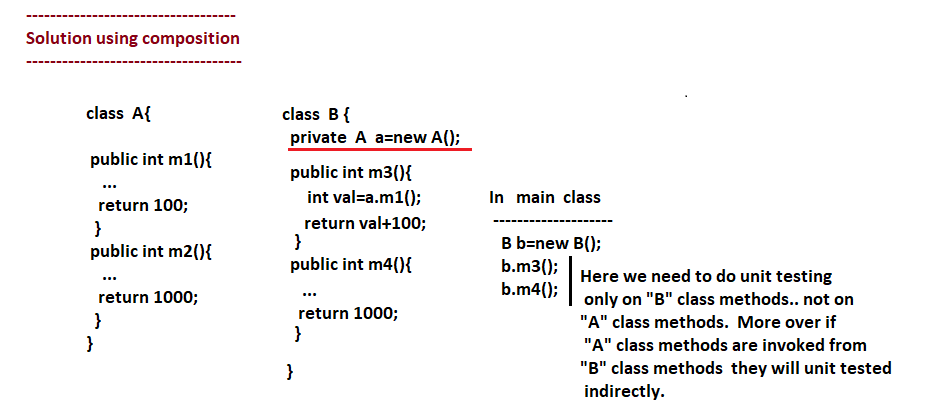 -----------------------------------
Solution using composition
------------------------------------
class A{
public int m1(){
...
return 100;
}
public int m2(){
...
return 1000;
}
}
class B {
private A a=new A();
public int m3(){
int val=a.m1();
return val+100;
}
public int m4(){
...
return 1000;
}
}
In main class
--------------------
B b=new B();
b.m3();
b.m4();
Here we need to do unit testing
only on "B" class methods.. not on
"A" class methods. More over if
"A" class methods are invoked from
"B" class methods they will unit tested
indirectly.